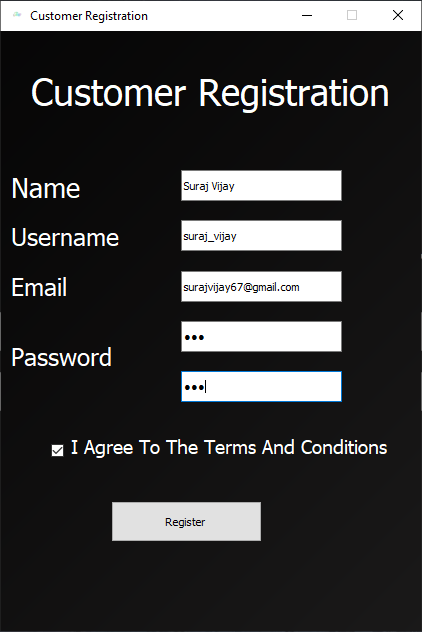 Customer Registration
Customer Registration
Name
Suraj Vijay
Username
suraj_vijay
Email
surajvijay67@gmail.com
Password
•••
•••
I Agree To The Terms And Conditions
Register